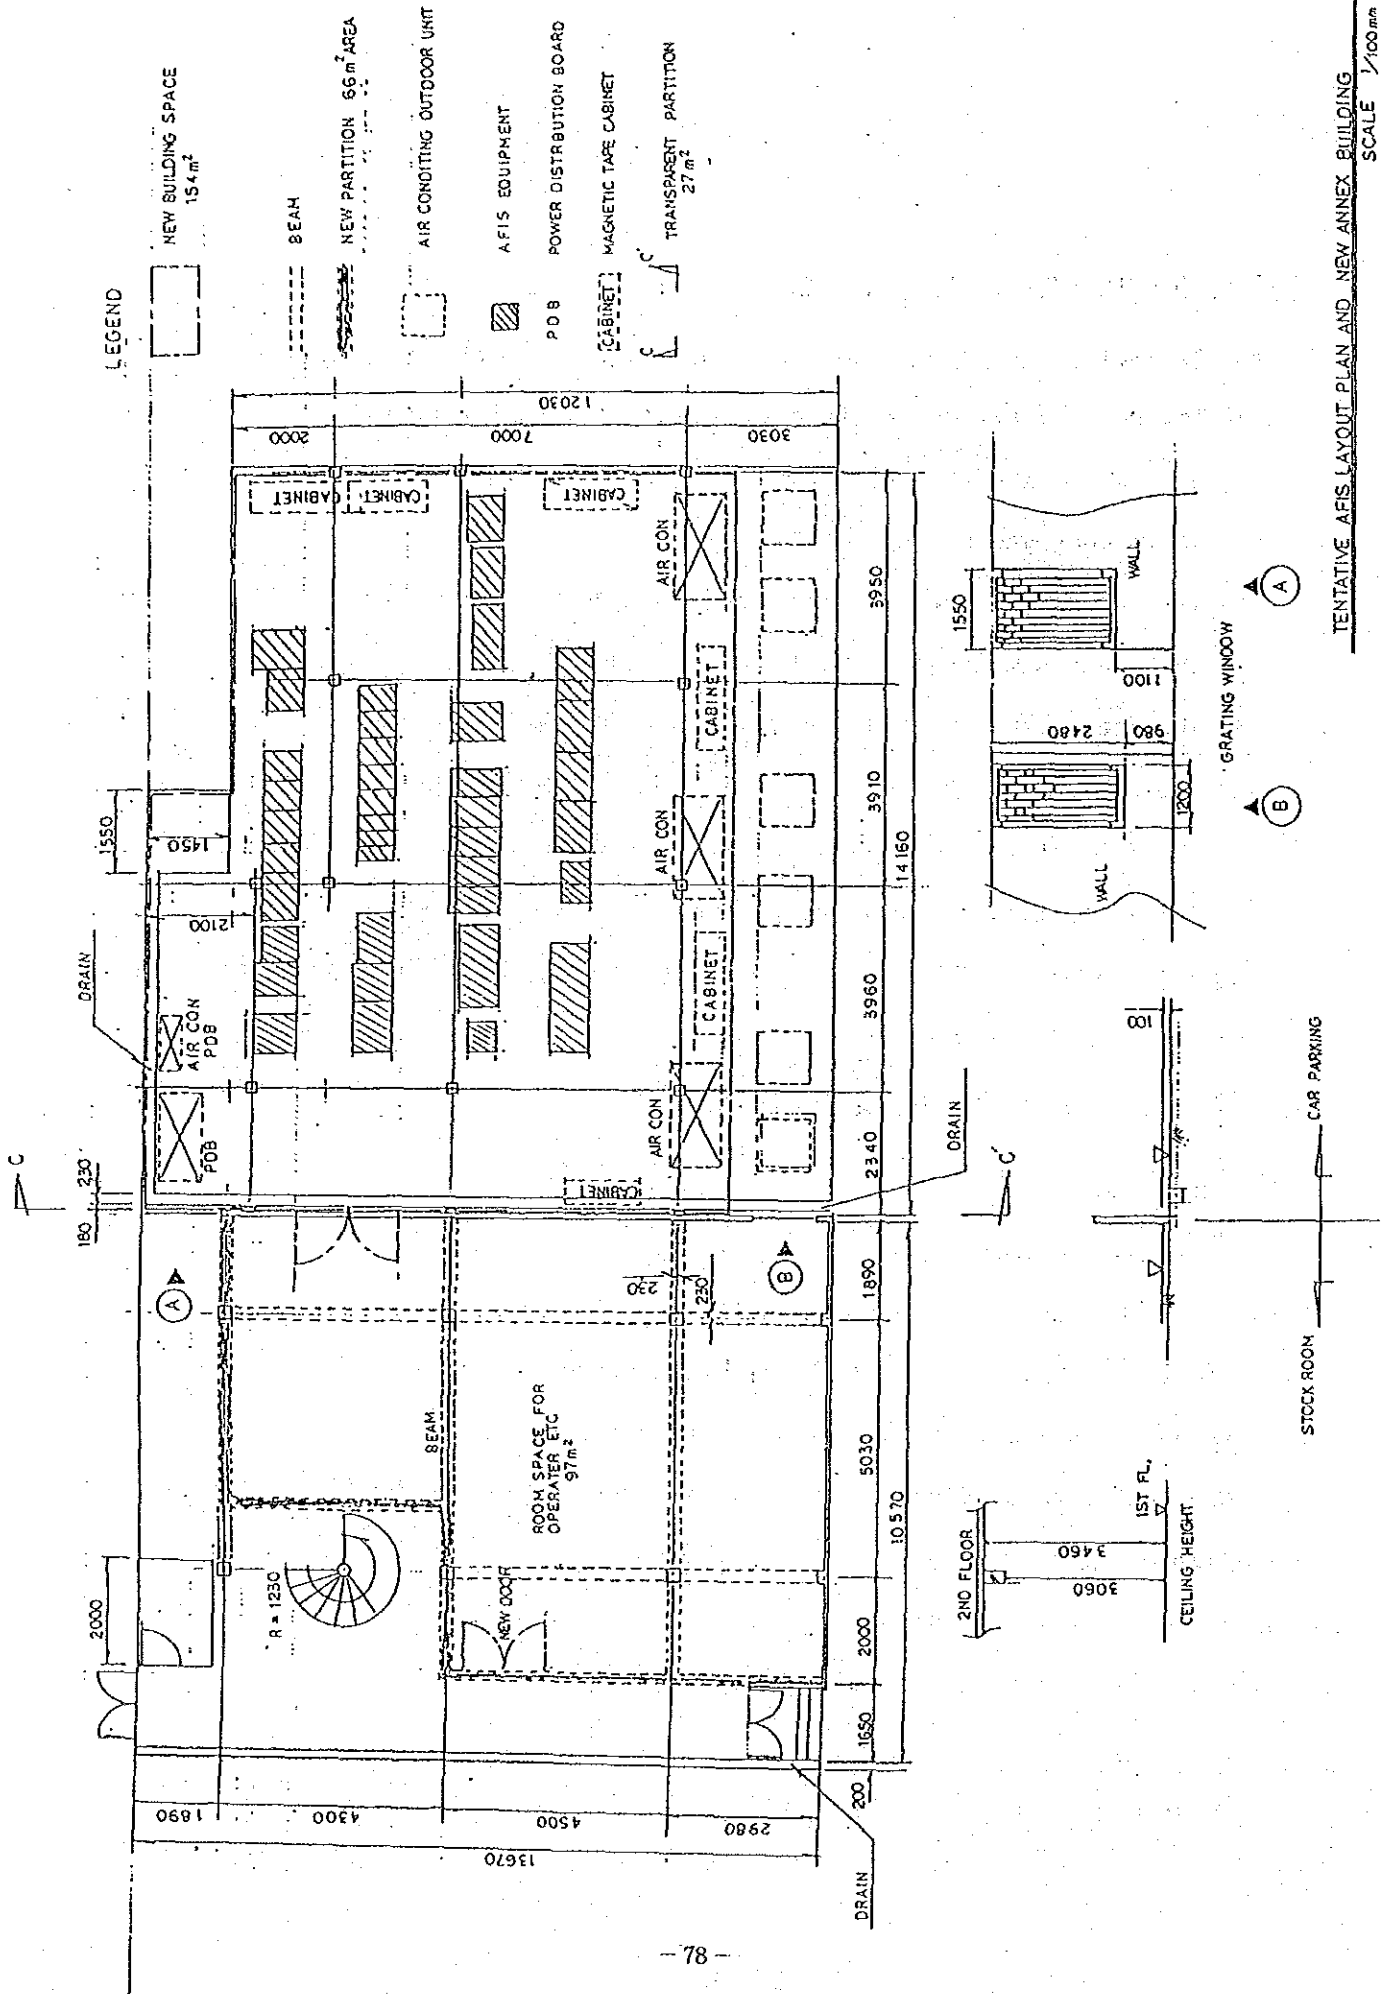 LEGEND
NEW BUILDING SPACE
154 m²
BEAM
NEW PARTITION 66 m² AREA
AIR CONDITING OUTDOOR UNIT
AFIS EQUIPMENT
PDB POWER DISTRBUTION BOARD
CABINET MAGNETIC TAPE CABINET
C C' TRANSPARENT PARTITION
27 m²
C
180
230
DRAIN
1550
1450
2100
PDB
AIR CON
PDB
CABINET
CABINET
CABINET
CABINET
AIR CON
CABINET
AIR CON
CABINET
AIR CON
2000
7000
3030
12030
2340
3960
3910
3950
14160
DRAIN
C'
2000
A
R = 1230
BEAM
NEW DOOR
ROOM SPACE FOR
OPERATER ETC
97 m²
230
230
B
1890
4300
4500
2980
13670
200
1650
2000
5030
1890
10570
DRAIN
2ND FLOOR
1ST FL.
3460
3060
CEILING HEIGHT
100
STOCK ROOM
CAR PARKING
WALL
1200
2480
980
1550
1100
WALL
GRATING WINDOW
B
A
TENTATIVE AFIS LAYOUT PLAN AND NEW ANNEX BUILDING
SCALE 1/100 mm
— 78 —